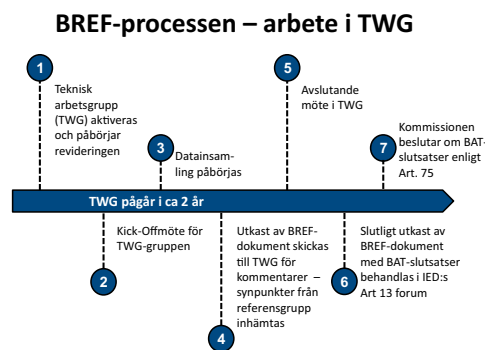 BREF-processen – arbete i TWG
1
Teknisk
arbetsgrupp
(TWG) aktiveras
och påbörjar
revideringen
3
Datainsam-
ling påbörjas
5
Avslutande
möte i TWG
7
Kommissionen
beslutar om BAT-
slutsatser enligt
Art. 75
TWG pågår i ca 2 år
Kick-Offmöte för
TWG-gruppen
2
Utkast av BREF-
dokument skickas
till TWG för
kommentarer –
synpunkter från
referensgrupp
inhämtas
4
Slutligt utkast av
BREF-dokument
med BAT-slutsatser
behandlas i IED:s
Art 13 forum
6